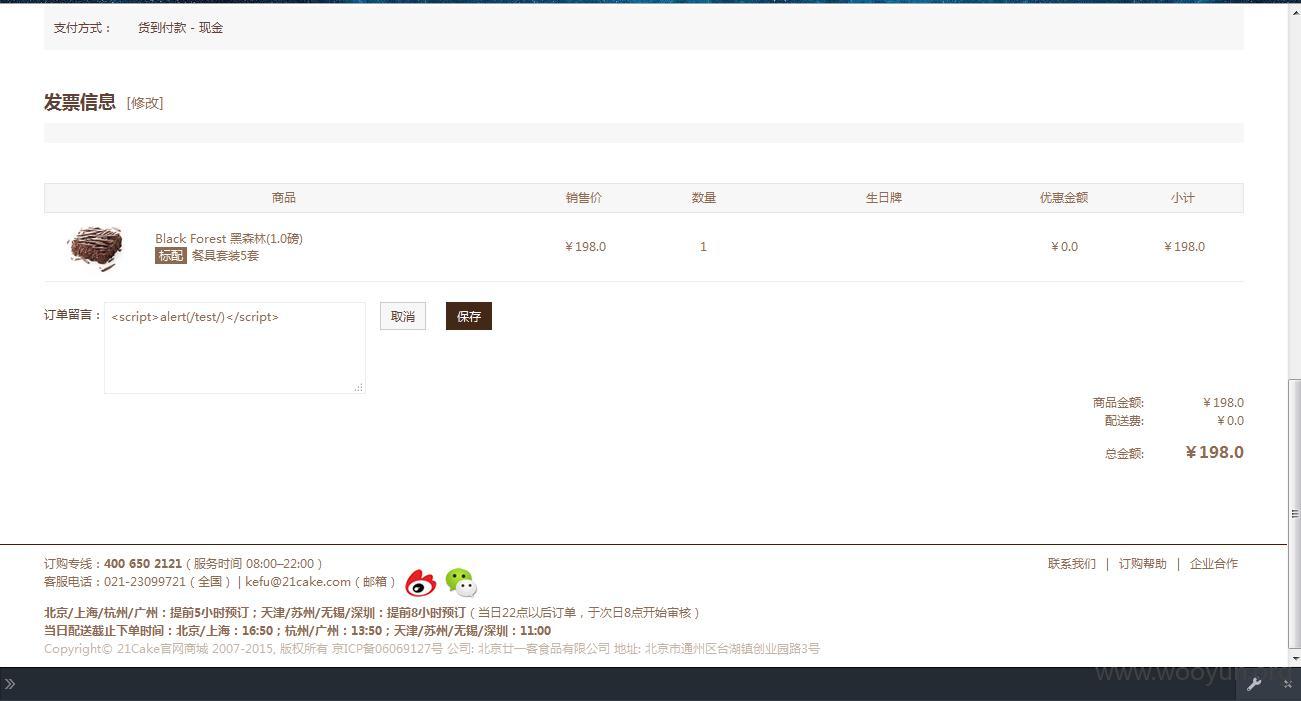 支付方式： 货到付款 - 现金
发票信息 [修改]
商品 销售价 数量 生日牌 优惠金额 小计
Black Forest 黑森林(1.0磅)
标配 餐具套装5套
￥198.0 1 ￥0.0 ￥198.0
订单留言： <script>alert(/test/)</script> 取消 保存
商品金额: ￥198.0
配送费: ￥0.0
总金额: ￥198.0
订购专线：400 650 2121 ( 服务时间 08:00–22:00 ) 联系我们 | 订购帮助 | 企业合作
客服电话：021-23099721 ( 全国 ) | kefu@21cake.com ( 邮箱 )
北京/上海/杭州/广州：提前5小时预订；天津/苏州/无锡/深圳：提前8小时预订 ( 当日22点以后订单，于次日8点开始审核 )
当日配送截止下单时间：北京/上海：16:50；杭州/广州：13:50；天津/苏州/无锡/深圳：11:00
Copyright© 21Cake官网商城 2007-2015, 版权所有 京ICP备06069127号 公司: 北京廿一客食品有限公司 地址: 北京市通州区台湖镇创业园路3号
www.wooyun.org